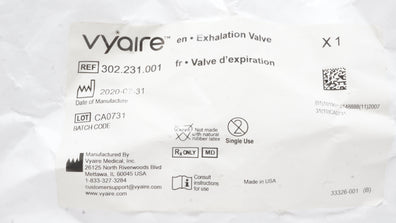 vyaire™
en • Exhalation Valve
X 1
REF 302.231.001
fr • Valve d'expiration
2020-07-31
Date of Manufacture
LOT CA0731
BATCH CODE
Not made with natural rubber latex
Single Use
Rx ONLY
MD
Manufactured By
Vyaire Medical, Inc.
26125 North Riverwoods Blvd
Mettawa, IL 60045 USA
1-833-327-3284
customersupport@vyaire.com
www.vyaire.com
Consult instructions for use
Made in USA
33326-001 (B)